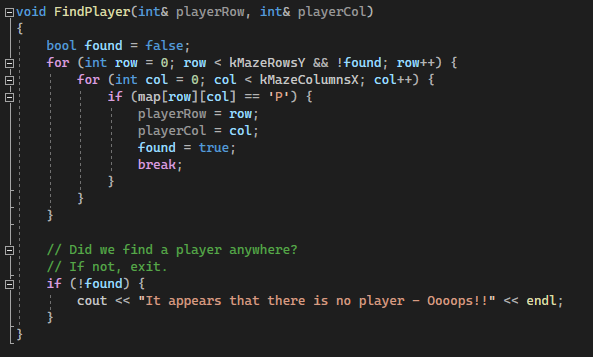 void FindPlayer(int& playerRow, int& playerCol)
{
    bool found = false;
    for (int row = 0; row < kMazeRowsY && !found; row++) {
        for (int col = 0; col < kMazeColumnsX; col++) {
            if (map[row][col] == 'P') {
                playerRow = row;
                playerCol = col;
                found = true;
                break;
            }
        }
    }

    // Did we find a player anywhere?
    // If not, exit.
    if (!found) {
        cout << "It appears that there is no player - Oooops!!" << endl;
    }
}